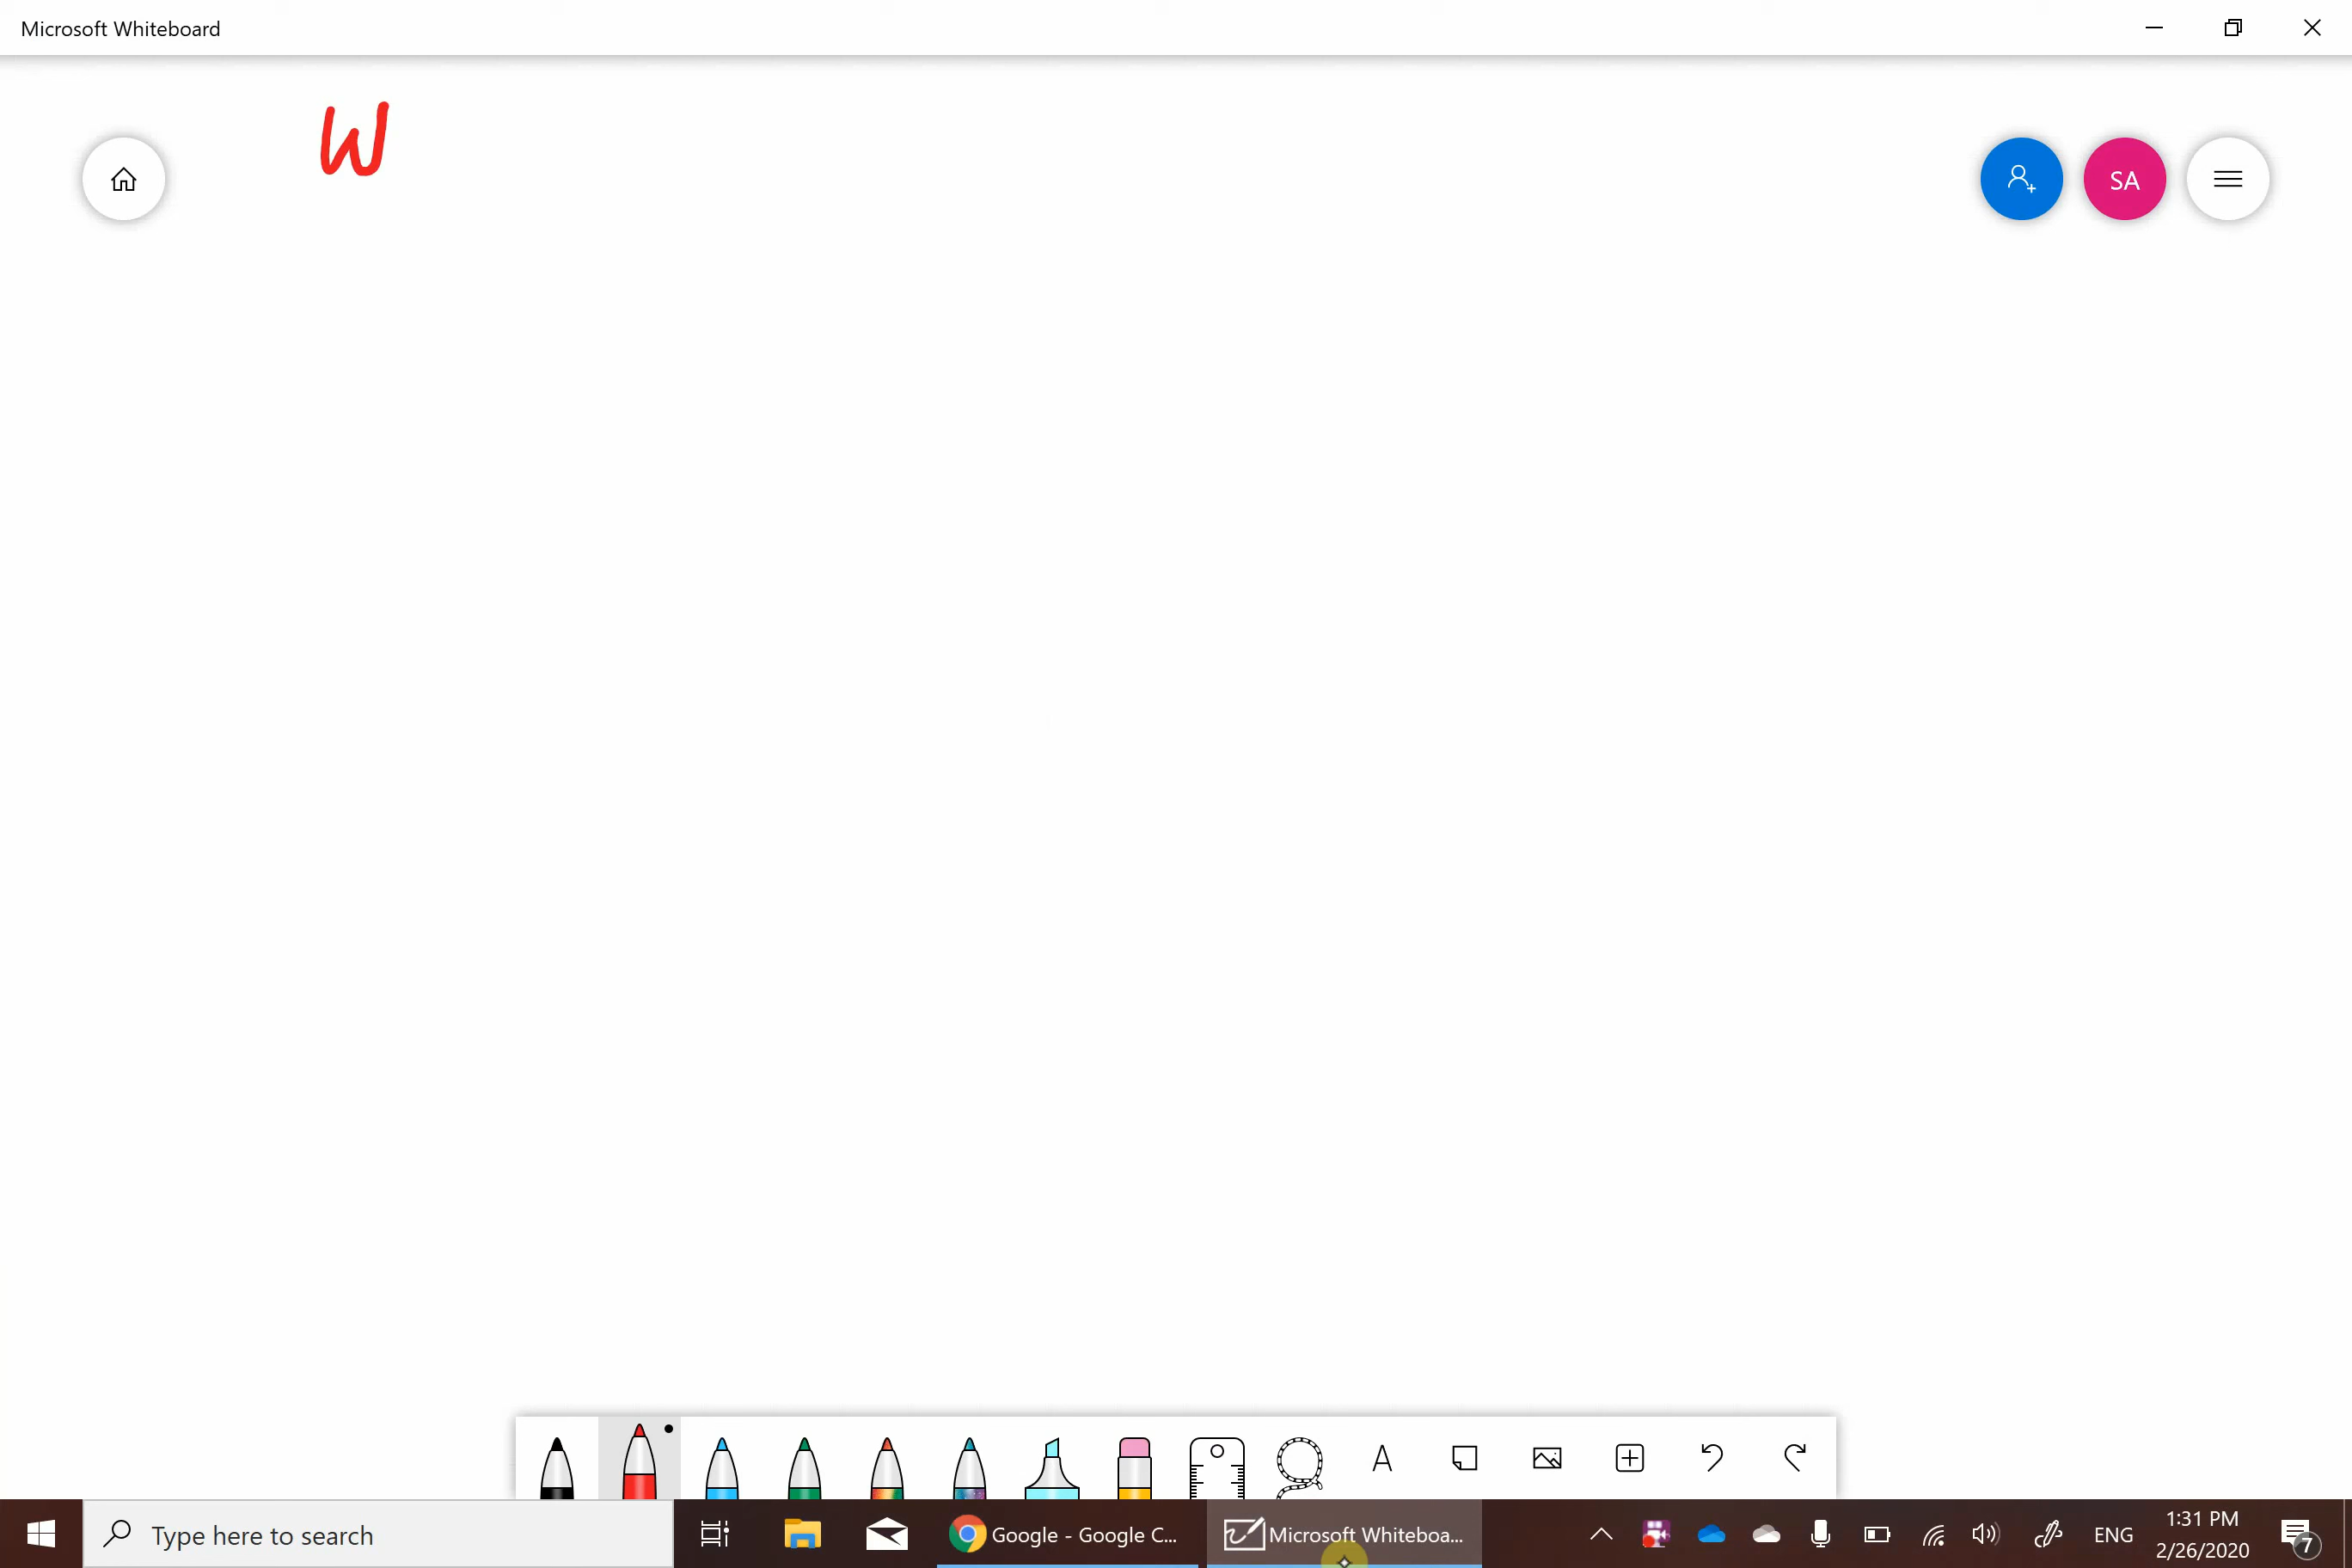 Microsoft Whiteboard
W
SA
A
Type here to search
Google - Google C...
Microsoft Whiteboa...
ENG
1:31 PM
2/26/2020
7